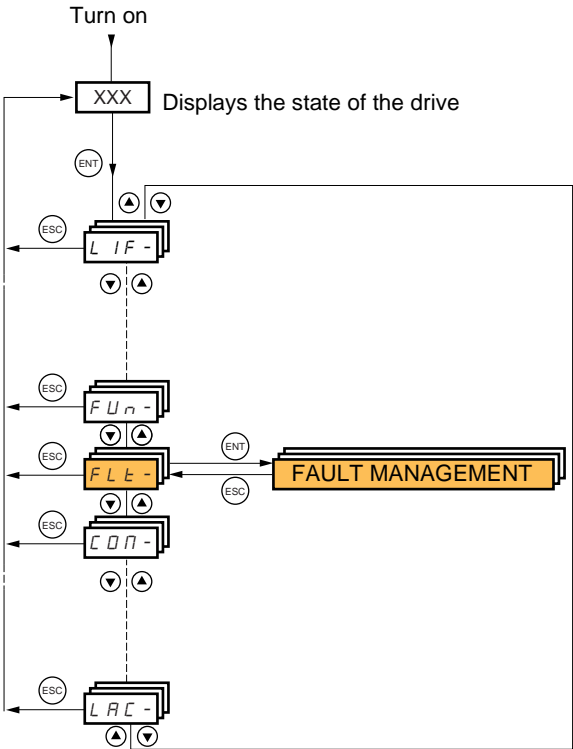 Turn on
XXX Displays the state of the drive
ENT
ESC
L IF -
ESC
FUn-
ESC
FLt-
ENT
FAULT MANAGEMENT
ESC
ESC
COM-
ESC
LAC-